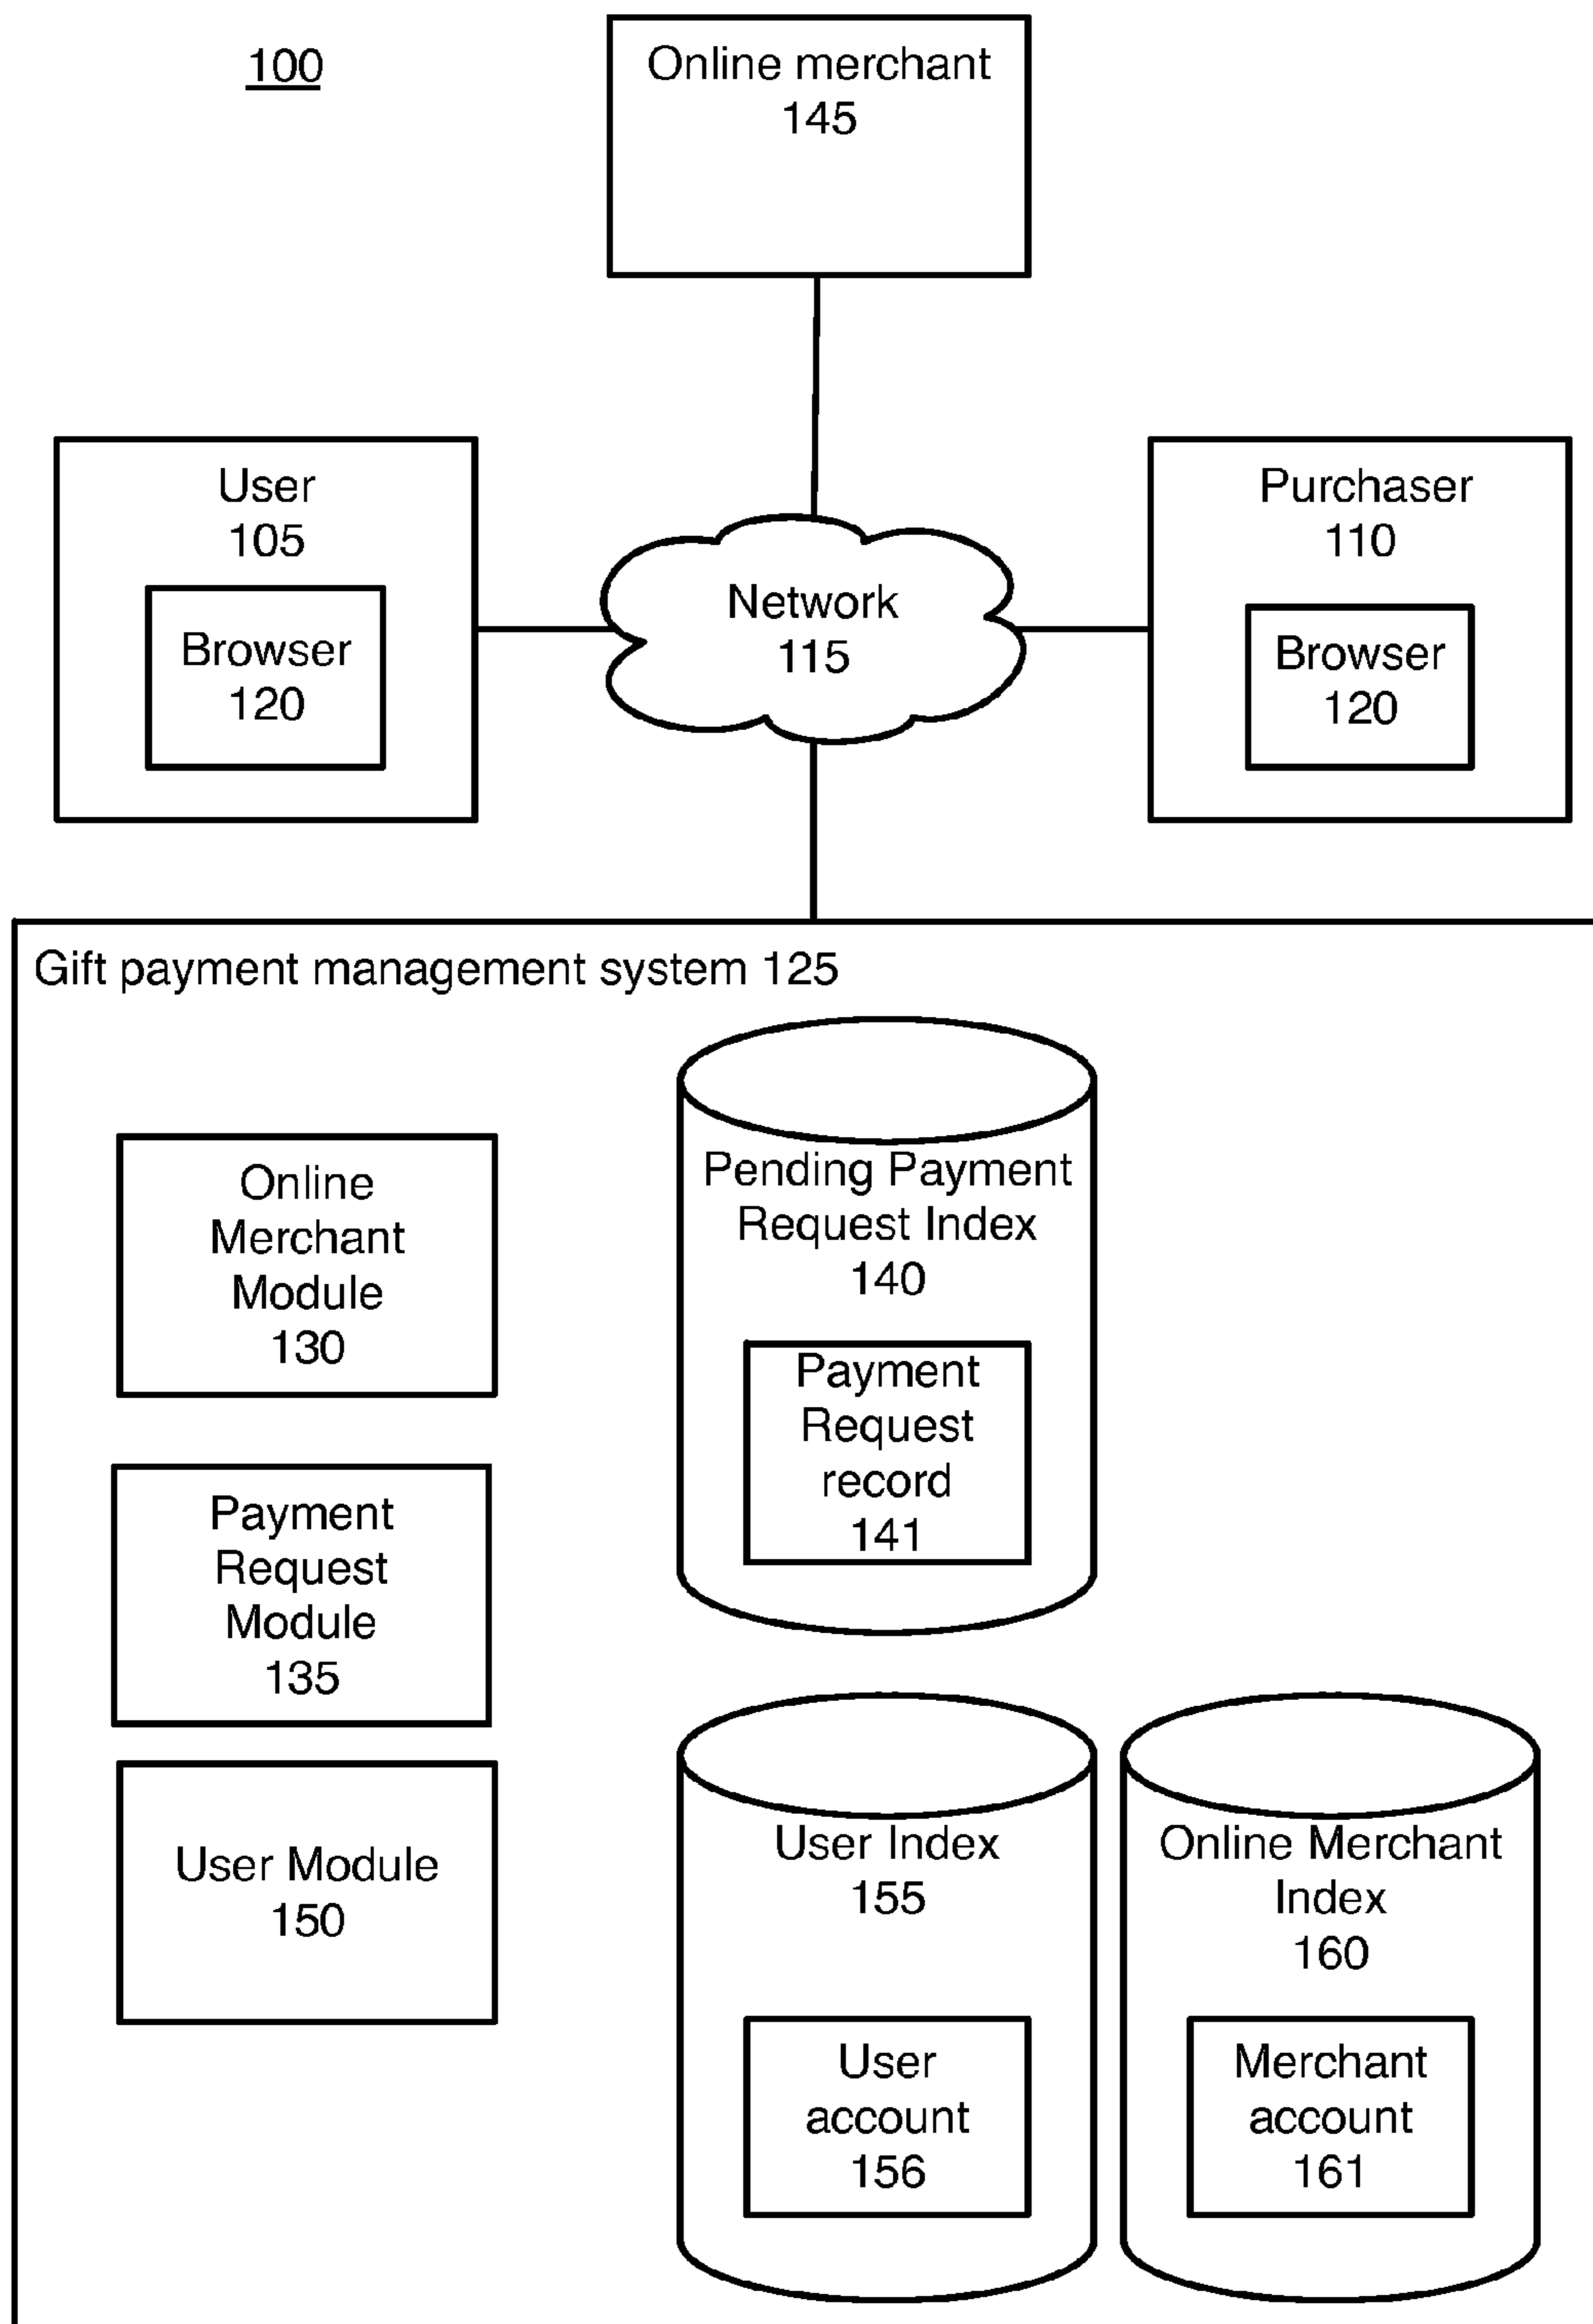 100
Online merchant
145
User
105
Browser
120
Network
115
Purchaser
110
Browser
120
Gift payment management system 125
Online
Merchant
Module
130
Payment
Request
Module
135
User Module
150
Pending Payment
Request Index
140
Payment
Request
record
141
User Index
155
User
account
156
Online Merchant
Index
160
Merchant
account
161